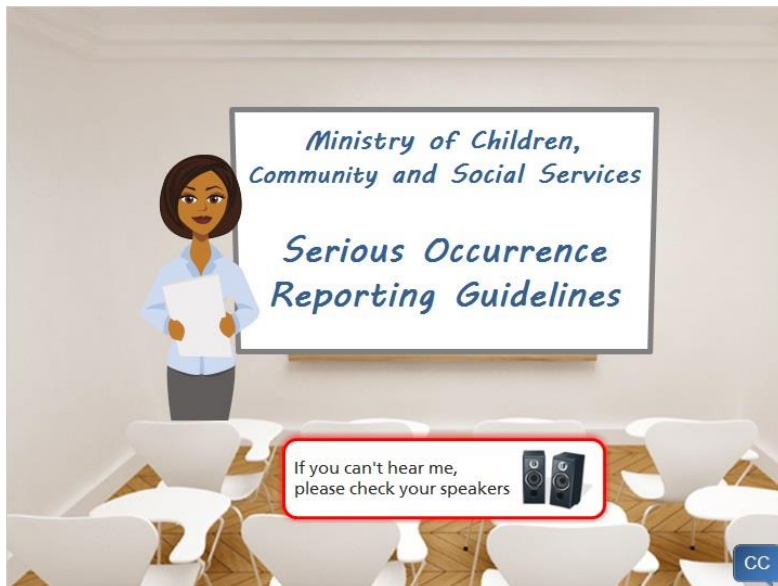 Ministry of Children,
Community and Social Services
Serious Occurrence
Reporting Guidelines
If you can't hear me,
please check your speakers
CC